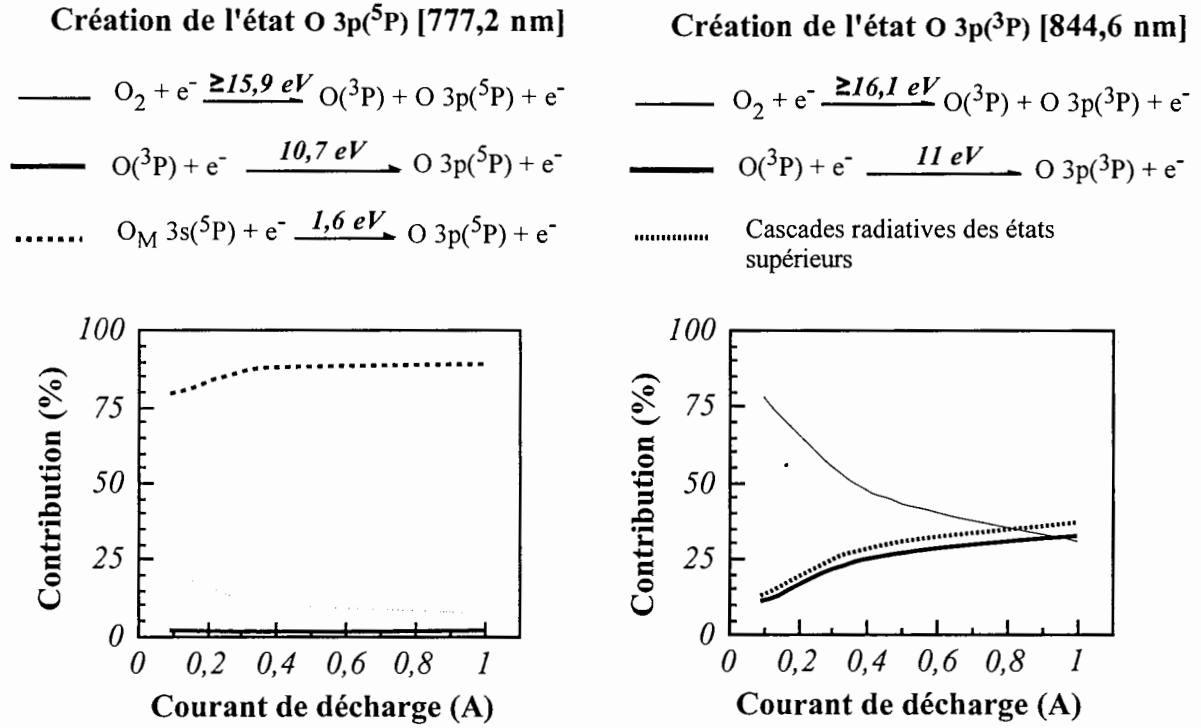 Création de l'état O 3p(⁵P) [777,2 nm]
O₂ + e⁻ ≥15,9 eV O(³P) + O 3p(⁵P) + e⁻
O(³P) + e⁻ 10,7 eV O 3p(⁵P) + e⁻
O_M 3s(⁵P) + e⁻ 1,6 eV O 3p(⁵P) + e⁻
100
75
50
25
0
Contribution (%)
0 0,2 0,4 0,6 0,8 1
Courant de décharge (A)
Création de l'état O 3p(³P) [844,6 nm]
O₂ + e⁻ ≥16,1 eV O(³P) + O 3p(³P) + e⁻
O(³P) + e⁻ 11 eV O 3p(³P) + e⁻
Cascades radiatives des états
supérieurs
100
75
50
25
0
Contribution (%)
0 0,2 0,4 0,6 0,8 1
Courant de décharge (A)